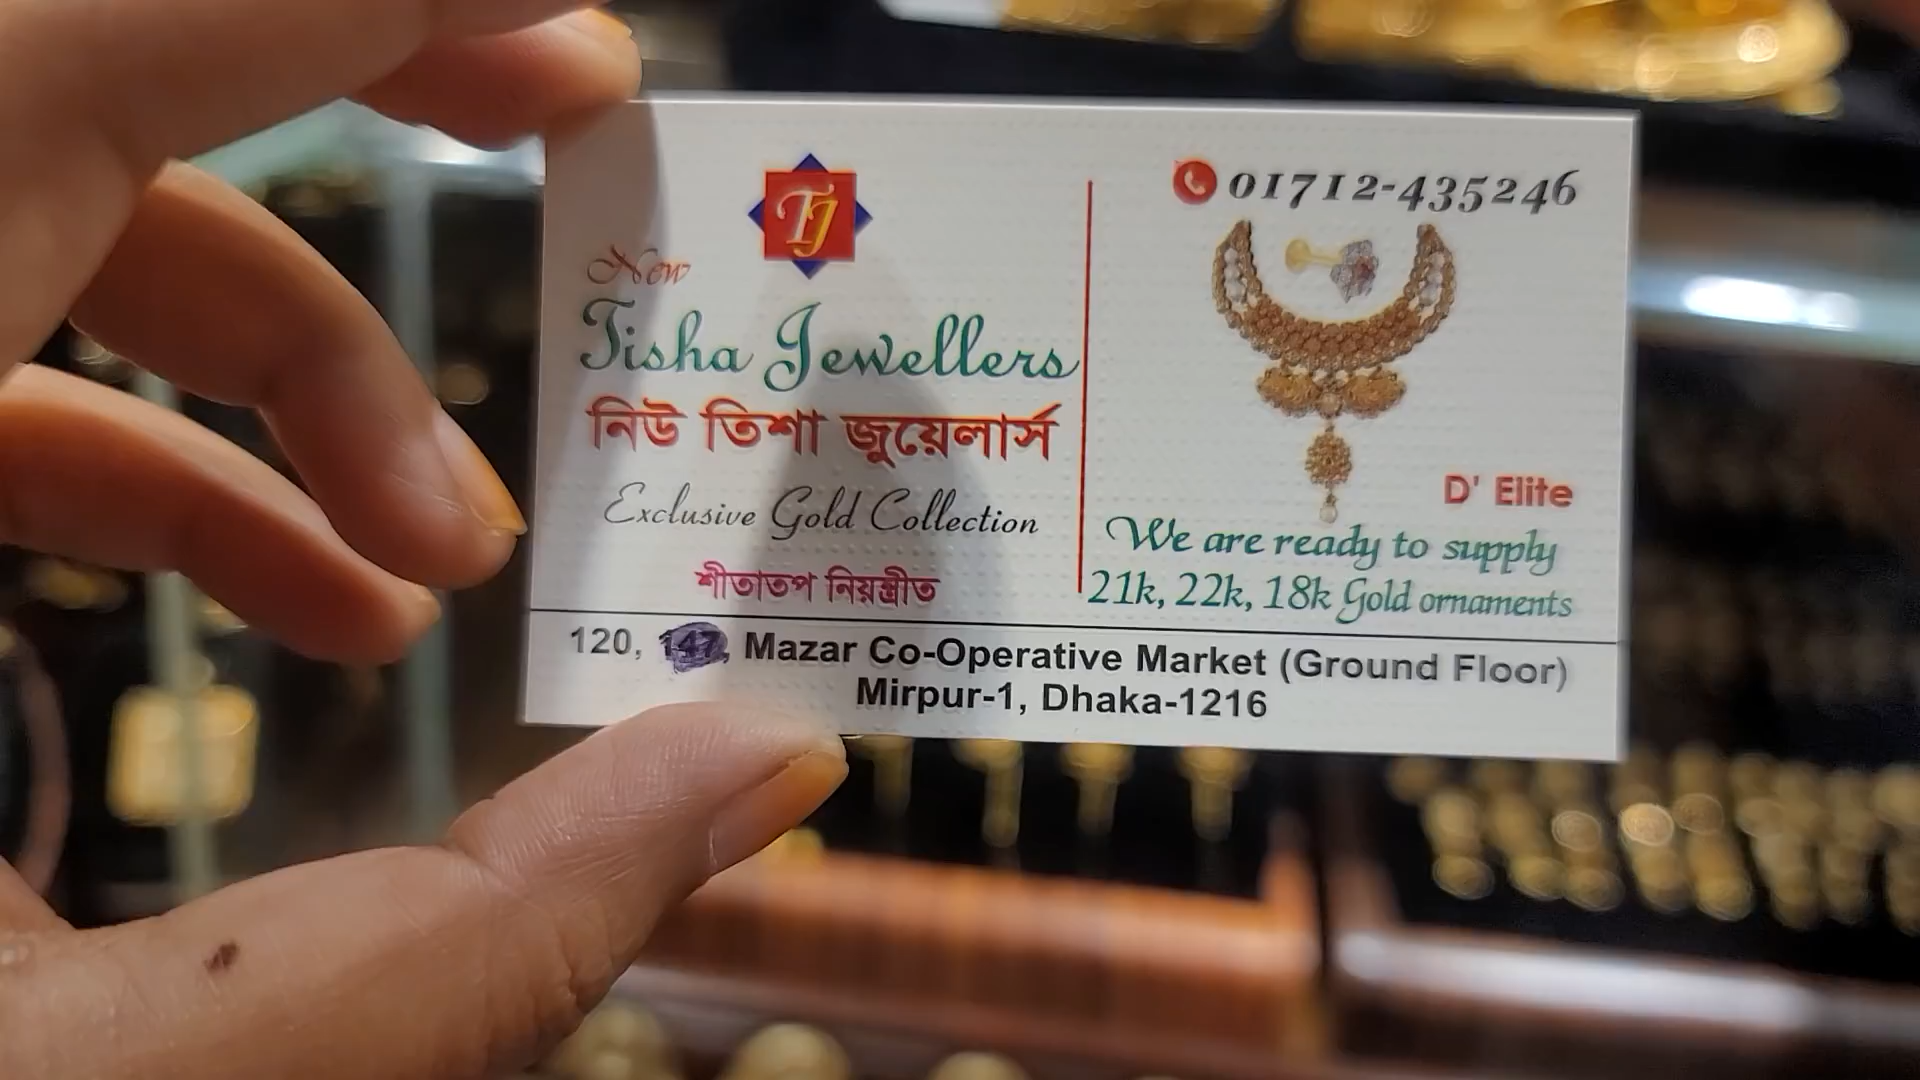 TJ
New
Tisha Jewellers
নিউ তিশা জুয়েলার্স
Exclusive Gold Collection
শীতাতপ নিয়ন্ত্রীত
01712-435246
D' Elite
We are ready to supply
21k, 22k, 18k Gold ornaments
120, 147, Mazar Co-Operative Market (Ground Floor)
Mirpur-1, Dhaka-1216